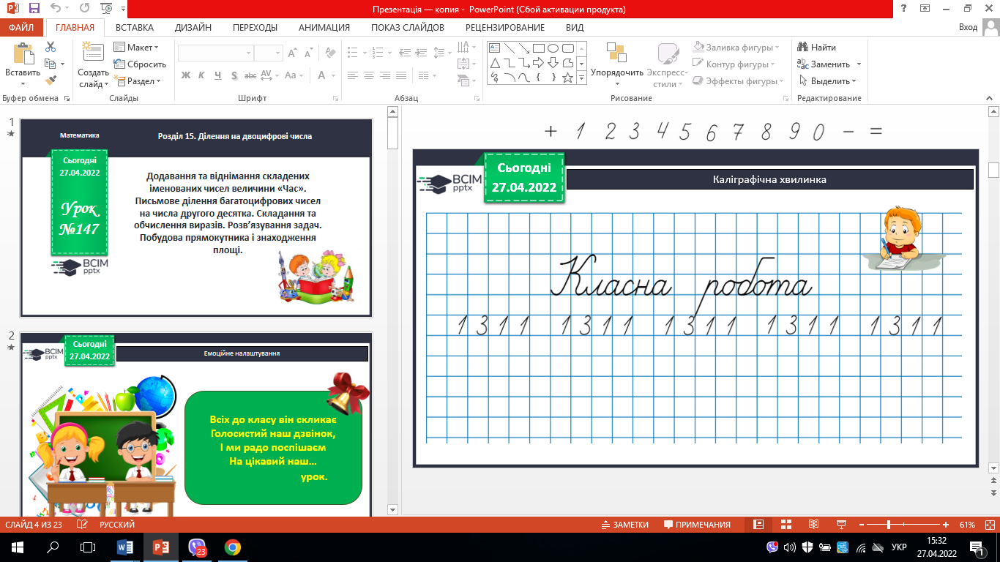 Презентація — копия - PowerPoint (Сбой активации продукта)
ФАЙЛ ГЛАВНАЯ ВСТАВКА ДИЗАЙН ПЕРЕХОДЫ АНИМАЦИЯ ПОКАЗ СЛАЙДОВ РЕЦЕНЗИРОВАНИЕ ВИД Вход
Вставить
Буфер обмена
Создать слайд
Макет
Сбросить
Раздел
Слайды
Ж К Ч S abc AV Aa A
Шрифт
Абзац
Рисование
Упорядочить
Экспресс-стили
Заливка фигуры
Контур фигуры
Эффекты фигуры
Найти
Заменить
Выделить
Редактирование
1
Математика
Розділ 15. Ділення на двоцифрові числа
Сьогодні
27.04.2022
Урок
№147
Додавання та віднімання складених
іменованих чисел величини «Час».
Письмове ділення багатоцифрових чисел
на числа другого десятка. Складання та
обчислення виразів. Розв’язування задач.
Побудова прямокутника і знаходження
площі.
ВСІМ
pptx
2
ВСІМ
pptx
Сьогодні
27.04.2022
Емоційне налаштування
Всіх до класу він скликає
Голосистий наш дзвінок,
І ми радо поспішаєм
На цікавий наш...
урок.
+ 1 2 3 4 5 6 7 8 9 0 − =
ВСІМ
pptx
Сьогодні
27.04.2022
Каліграфічна хвилинка
Класна робота
1 3 1 1 1 3 1 1 1 3 1 1 1 3 1 1 1 3 1 1
СЛАЙД 4 ИЗ 23 РУССКИЙ ЗАМЕТКИ ПРИМЕЧАНИЯ 61%
23
УКР
15:32
27.04.2022
1